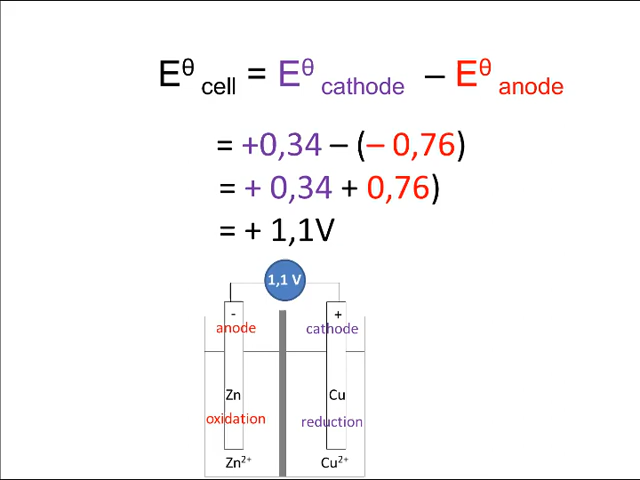 Eᶿ cell = Eᶿ cathode – Eᶿ anode
= +0,34 – (– 0,76)
= + 0,34 + 0,76)
= + 1,1V
1,1 V
- +
anode cathode
Zn Cu
oxidation reduction
Zn²⁺ Cu²⁺